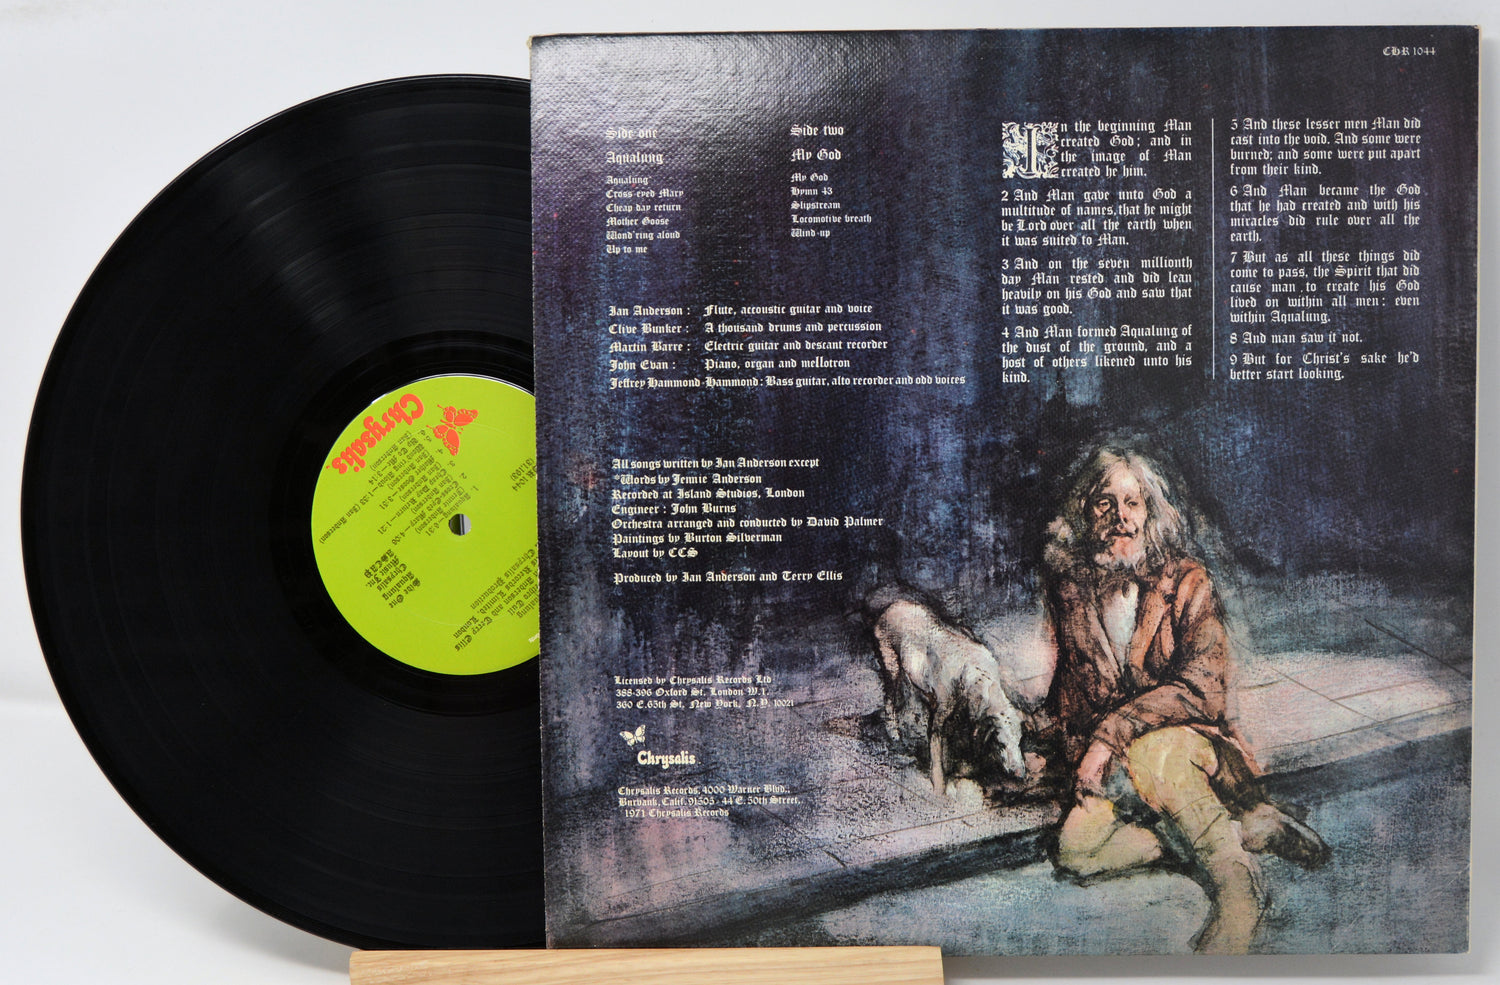 CHR 1044
Side one
Aqualung
Aqualung*
Cross-eyed Mary
Cheap day return
Mother Goose
Wond'ring aloud
Up to me
Side two
My God
My God
Hymn 43
Slipstream
Locomotive breath
Wind-up
Ian Anderson : Flute, accoustic guitar and voice
Clive Bunker : A thousand drums and percussion
Martin Barre : Electric guitar and descant recorder
John Evan : Piano, organ and mellotron
Jeffrey Hammond-Hammond : Bass guitar, alto recorder and odd voices
All songs written by Ian Anderson except
*Words by Jennie Anderson
Recorded at Island Studios, London
Engineer : John Burns
Orchestra arranged and conducted by David Palmer
Paintings by Burton Silverman
Layout by CCS
Produced by Ian Anderson and Terry Ellis
Licensed by Chrysalis Records Ltd
388-396 Oxford St, London W.1.
360 E.65th St, New York, N.Y. 10021
Chrysalis
Chrysalis Records, 4000 Warner Blvd.,
Burbank, Calif. 91505 - 44 E. 50th Street,
1971 Chrysalis Records
In the beginning Man
created God; and in
the image of Man
created he him.
2 And Man gave unto God a
multitude of names, that he might
be Lord over all the earth when
it was suited to Man.
3 And on the seven millionth
day Man rested and did lean
heavily on his God and saw that
it was good.
4 And Man formed Aqualung of
the dust of the ground, and a
host of others likened unto his
kind.
5 And these lesser men Man did
cast into the void. And some were
burned; and some were put apart
from their kind.
6 And Man became the God
that he had created and with his
miracles did rule over all the
earth.
7 But as all these things did
come to pass, the Spirit that did
cause man to create his God
lived on within all men: even
within Aqualung.
8 And man saw it not.
9 But for Christ's sake he'd
better start looking.
Chrysalis
Side One
Aqualung
Chrysalis
Music Inc.
ASCAP